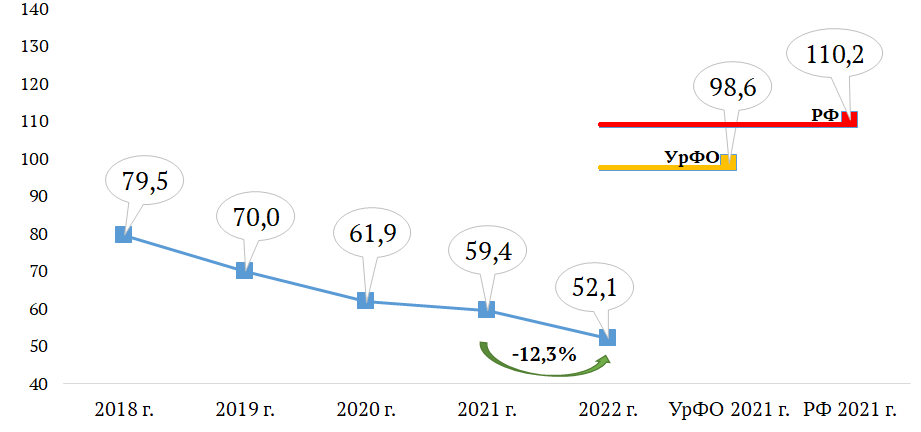 140
130
120
110
100
90
80
70
60
50
40
79,5
70,0
61,9
59,4
52,1
98,6
110,2
РФ
УрФО
-12,3%
2018 г.
2019 г.
2020 г.
2021 г.
2022 г.
УрФО 2021 г.
РФ 2021 г.